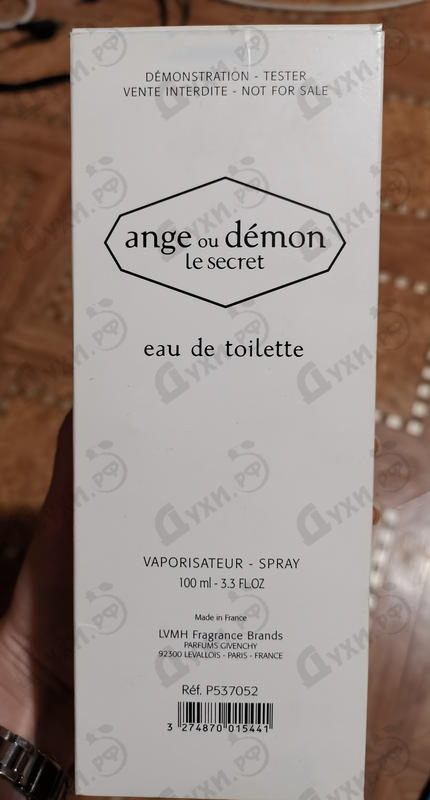 DÉMONSTRATION - TESTER
VENTE INTERDITE - NOT FOR SALE
ange ou démon
le secret
eau de toilette
VAPORISATEUR - SPRAY
100 ml - 3.3 FL.OZ
Made in France
LVMH Fragrance Brands
PARFUMS GIVENCHY
92300 LEVALLOIS - PARIS - FRANCE
Réf. P537052
3 274870 015441
Духи.рф